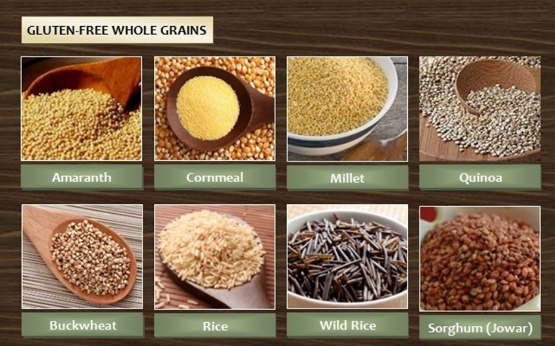 GLUTEN-FREE WHOLE GRAINS
Amaranth
Cornmeal
Millet
Quinoa
Buckwheat
Rice
Wild Rice
Sorghum (Jowar)